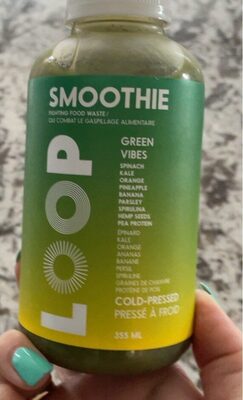 SMOOTHIE
FIGHTING FOOD WASTE /
QUI COMBAT LE GASPILLAGE ALIMENTAIRE
LOOP
GREEN
VIBES
SPINACH
KALE
ORANGE
PINEAPPLE
BANANA
PARSLEY
SPIRULINA
HEMP SEEDS
PEA PROTEIN
ÉPINARD
KALE
ORANGE
ANANAS
BANANE
PERSIL
SPIRULINE
GRAINES DE CHANVRE
PROTÉINE DE POIS
COLD-PRESSED
PRESSÉ À FROID
355 ML